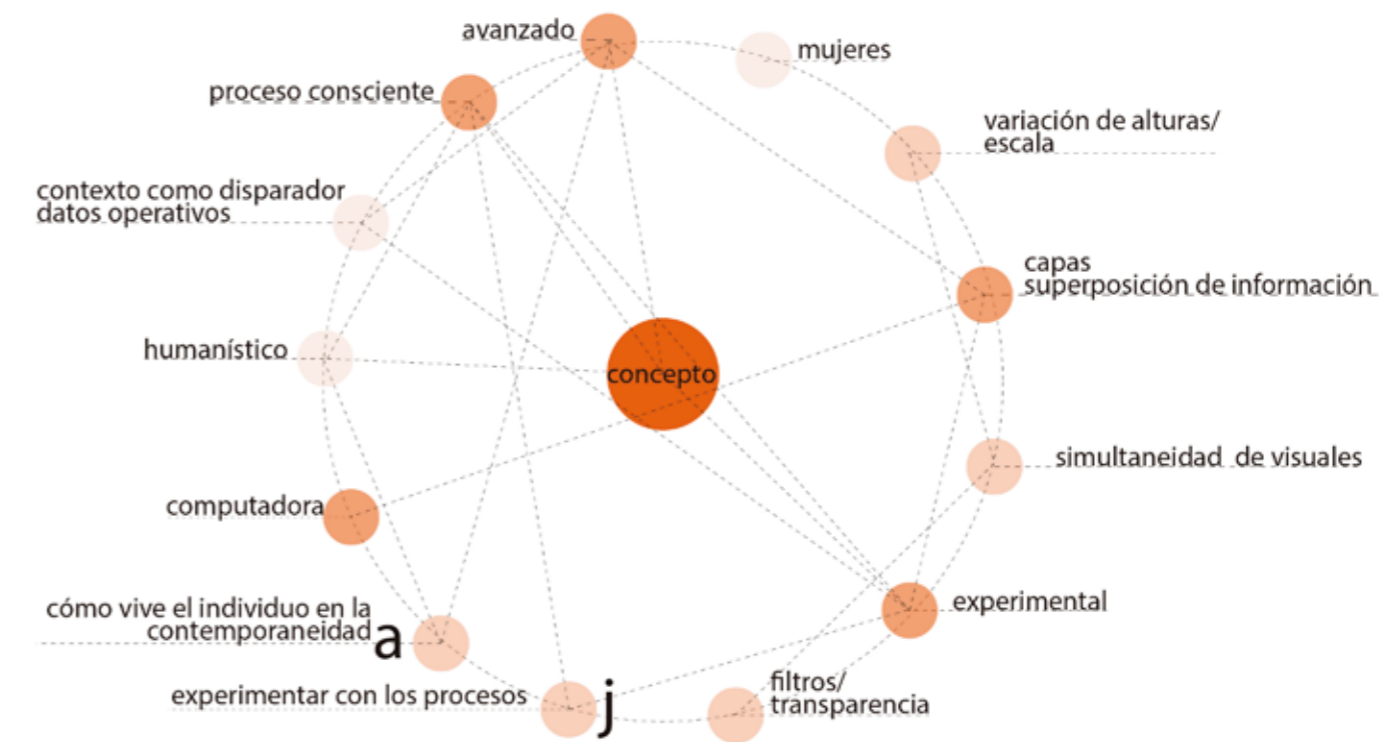 avanzado
mujeres
proceso consciente
variación de alturas/
escala
contexto como disparador
datos operativos
capas
superposición de información
humanístico
concepto
simultaneidad de visuales
computadora
experimental
cómo vive el individuo en la
contemporaneidad
a
experimentar con los procesos
j
filtros/
transparencia